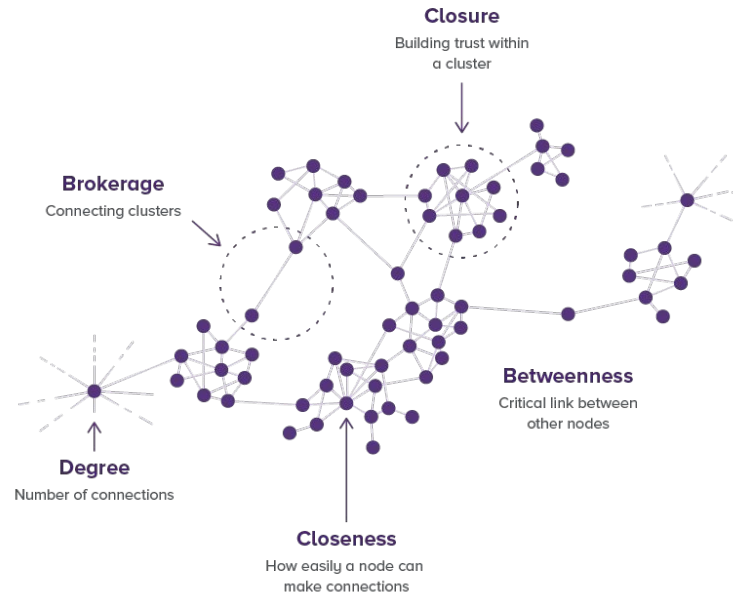 Closure
Building trust within
a cluster
Brokerage
Connecting clusters
Betweenness
Critical link between
other nodes
Degree
Number of connections
Closeness
How easily a node can
make connections